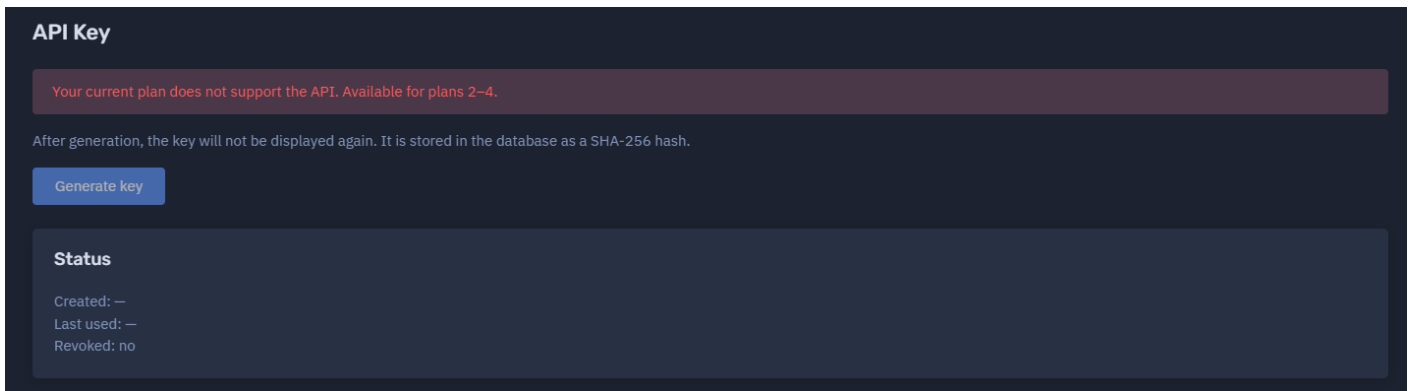 API Key
Your current plan does not support the API. Available for plans 2–4.
After generation, the key will not be displayed again. It is stored in the database as a SHA-256 hash.
Generate key
Status
Created: —
Last used: —
Revoked: no